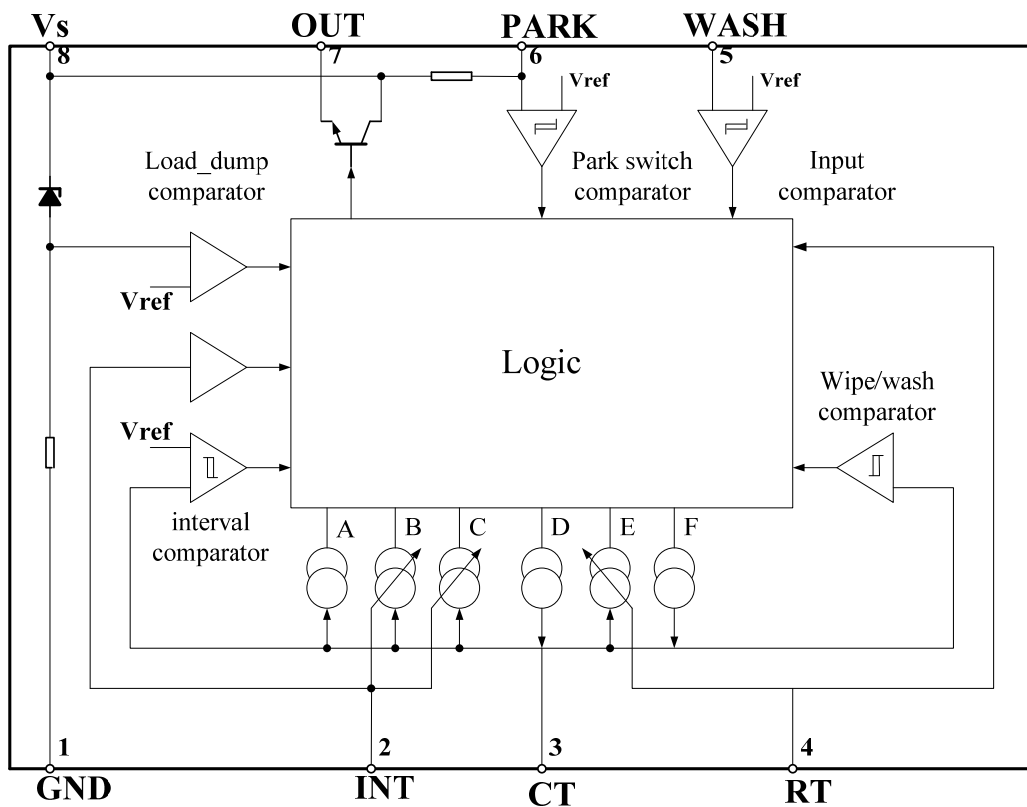 Vs
OUT
PARK
WASH
8
7
6
5
Vref
Vref
Load_dump
comparator
Park switch
comparator
Input
comparator
Vref
Logic
Wipe/wash
comparator
Vref
interval
comparator
A
B
C
D
E
F
1
2
3
4
GND
INT
CT
RT